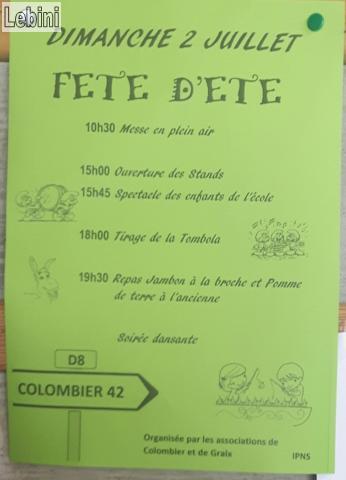 Lebini
DIMANCHE 2 JUILLET
FETE D'ETE
10h30 Messe en plein air
15h00 Ouverture des Stands
15h45 Spectacle des enfants de l'école
18h00 Tirage de la Tombola
19h30 Repas Jambon à la broche et Pomme
de terre à l'ancienne
Soirée dansante
D8
COLOMBIER 42
Organisée par les associations de
Colombier et de Graix
IPNS